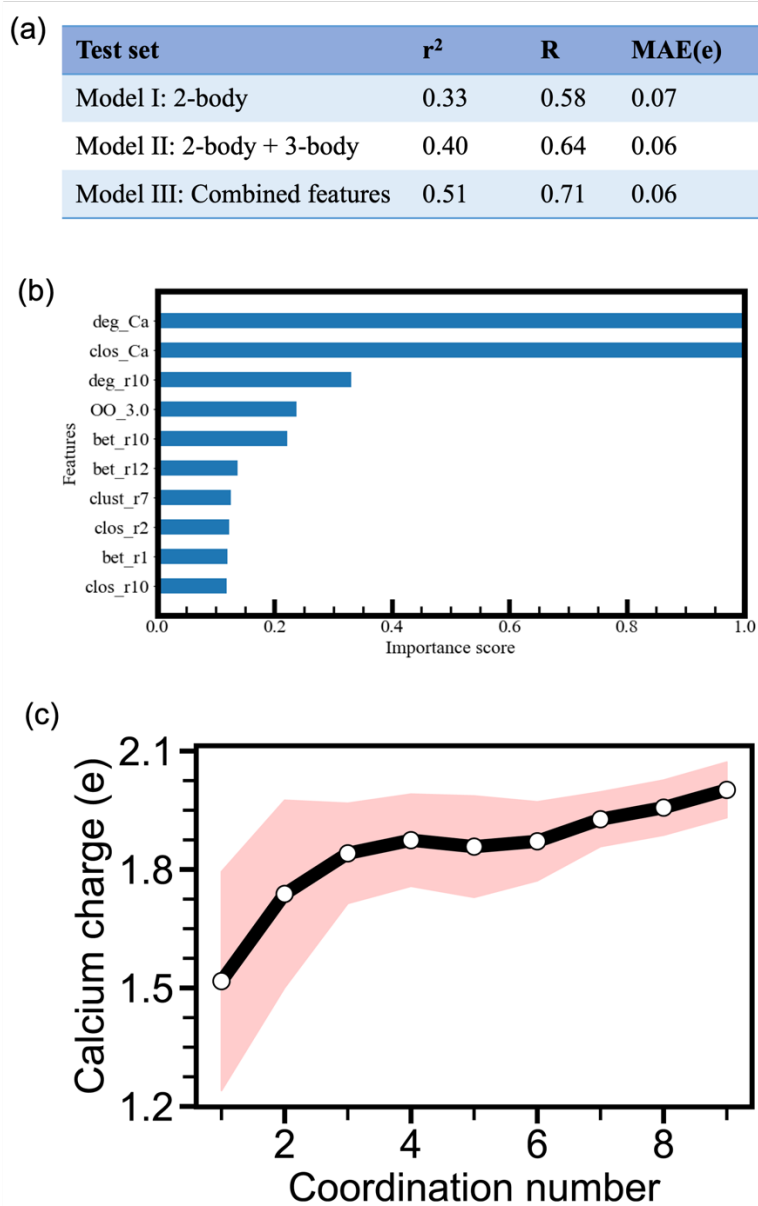 (a)
Test set r² R MAE(e)
Model I: 2-body 0.33 0.58 0.07
Model II: 2-body + 3-body 0.40 0.64 0.06
Model III: Combined features 0.51 0.71 0.06
(b)
Features
deg_Ca
clos_Ca
deg_r10
OO_3.0
bet_r10
bet_r12
clust_r7
clos_r2
bet_r1
clos_r10
0.0 0.2 0.4 0.6 0.8 1.0
Importance score
(c)
Calcium charge (e)
2.1
1.8
1.5
1.2
2 4 6 8
Coordination number